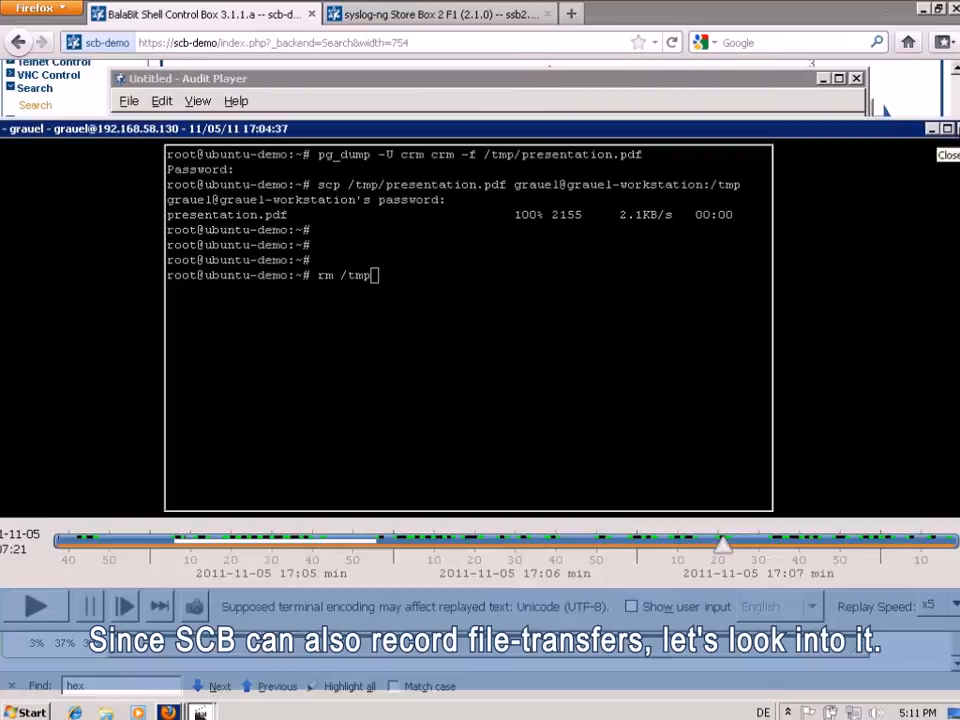 Firefox
BalaBit Shell Control Box 3.1.1.a -- scb-d...
syslog-ng Store Box 2 F1 (2.1.0) -- ssb2....
scb-demo
https://scb-demo/index.php?_backend=Search&width=754
Google
Telnet Control
VNC Control
Search
Search
Untitled - Audit Player
3
File Edit View Help
- grauel - grauel@192.168.58.130 - 11/05/11 17:04:37
Close
root@ubuntu-demo:~# pg_dump -U crm crm -f /tmp/presentation.pdf
Password:
root@ubuntu-demo:~# scp /tmp/presentation.pdf grauel@grauel-workstation:/tmp
grauel@grauel-workstation's password:
presentation.pdf 100% 2155 2.1KB/s 00:00
root@ubuntu-demo:~#
root@ubuntu-demo:~#
root@ubuntu-demo:~#
root@ubuntu-demo:~# rm /tmp
1-11-05
07:21
40 50 10 20 30 40 50 10 20 30 40 50 10 20 30 40 50 10
2011-11-05 17:05 min 2011-11-05 17:06 min 2011-11-05 17:07 min
Supposed terminal encoding may affect replayed text: Unicode (UTF-8).
Show user input
English
Replay Speed: x5
3% 37%
Since SCB can also record file-transfers, let's look into it.
Find: hex Next Previous Highlight all Match case
Start
DE
5:11 PM